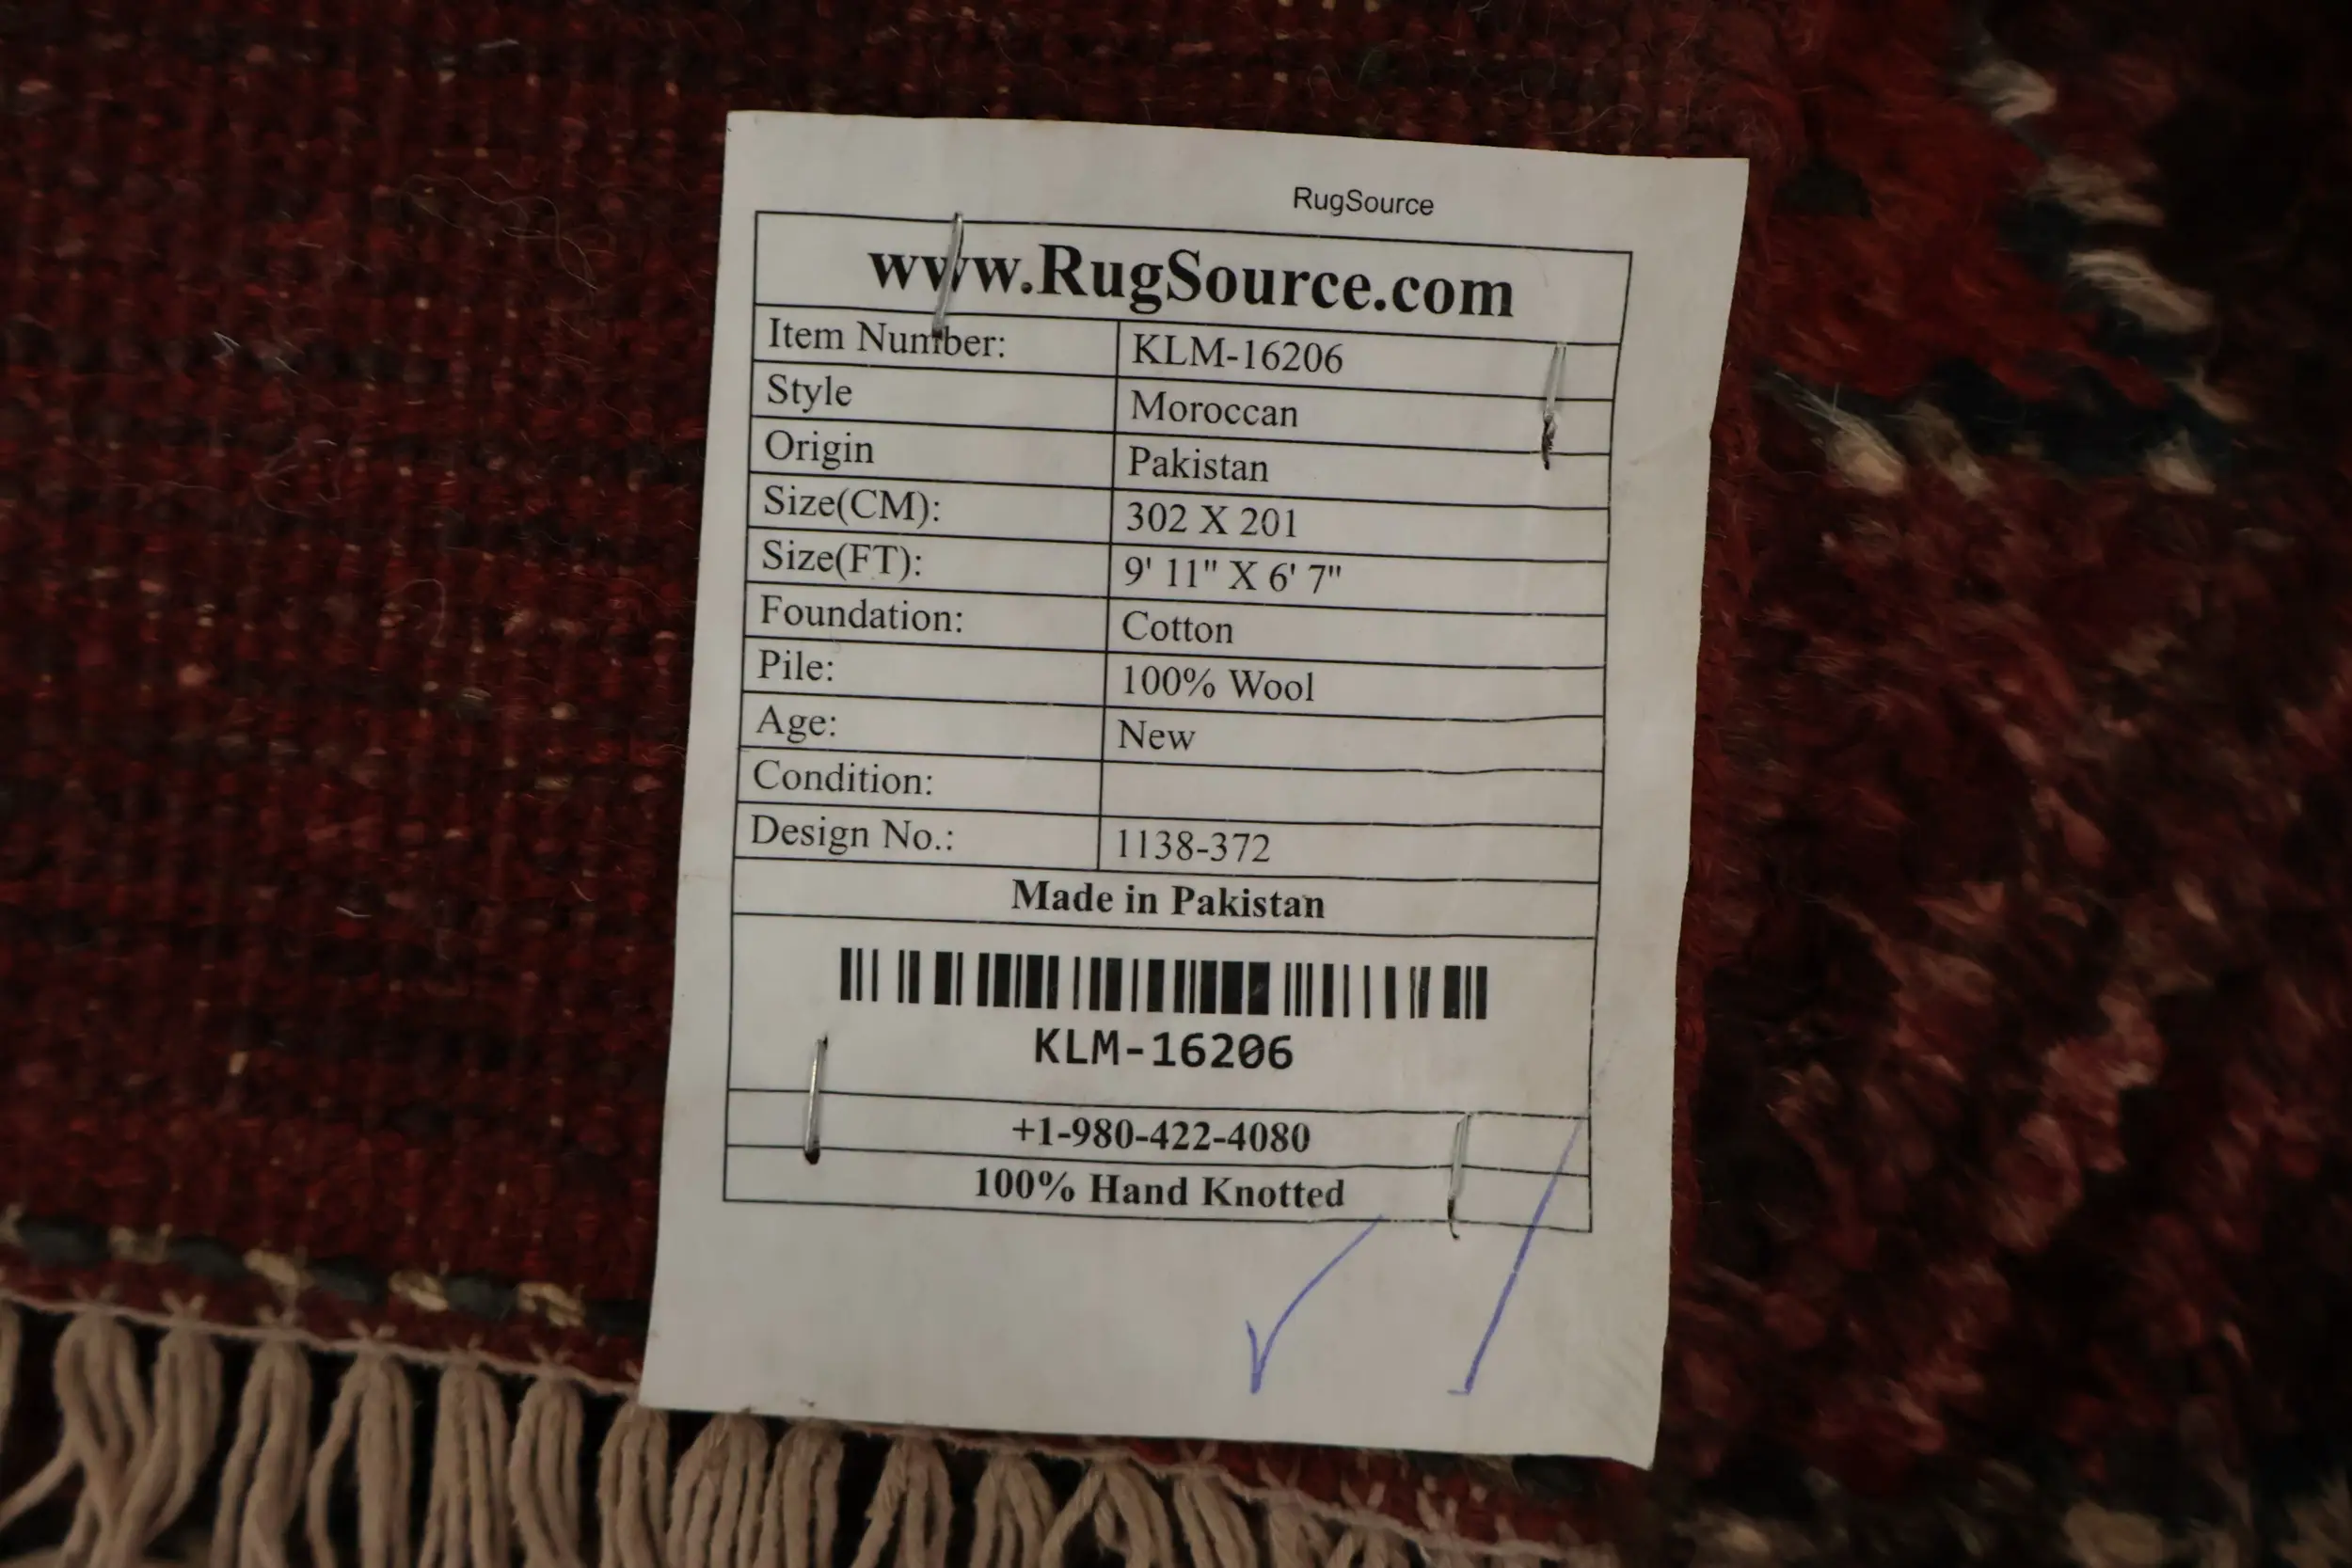 RugSource
www.RugSource.com
Item Number: KLM-16206
Style Moroccan
Origin Pakistan
Size(CM): 302 X 201
Size(FT): 9' 11" X 6' 7"
Foundation: Cotton
Pile: 100% Wool
Age: New
Condition:
Design No.: 1138-372
Made in Pakistan
KLM-16206
+1-980-422-4080
100% Hand Knotted